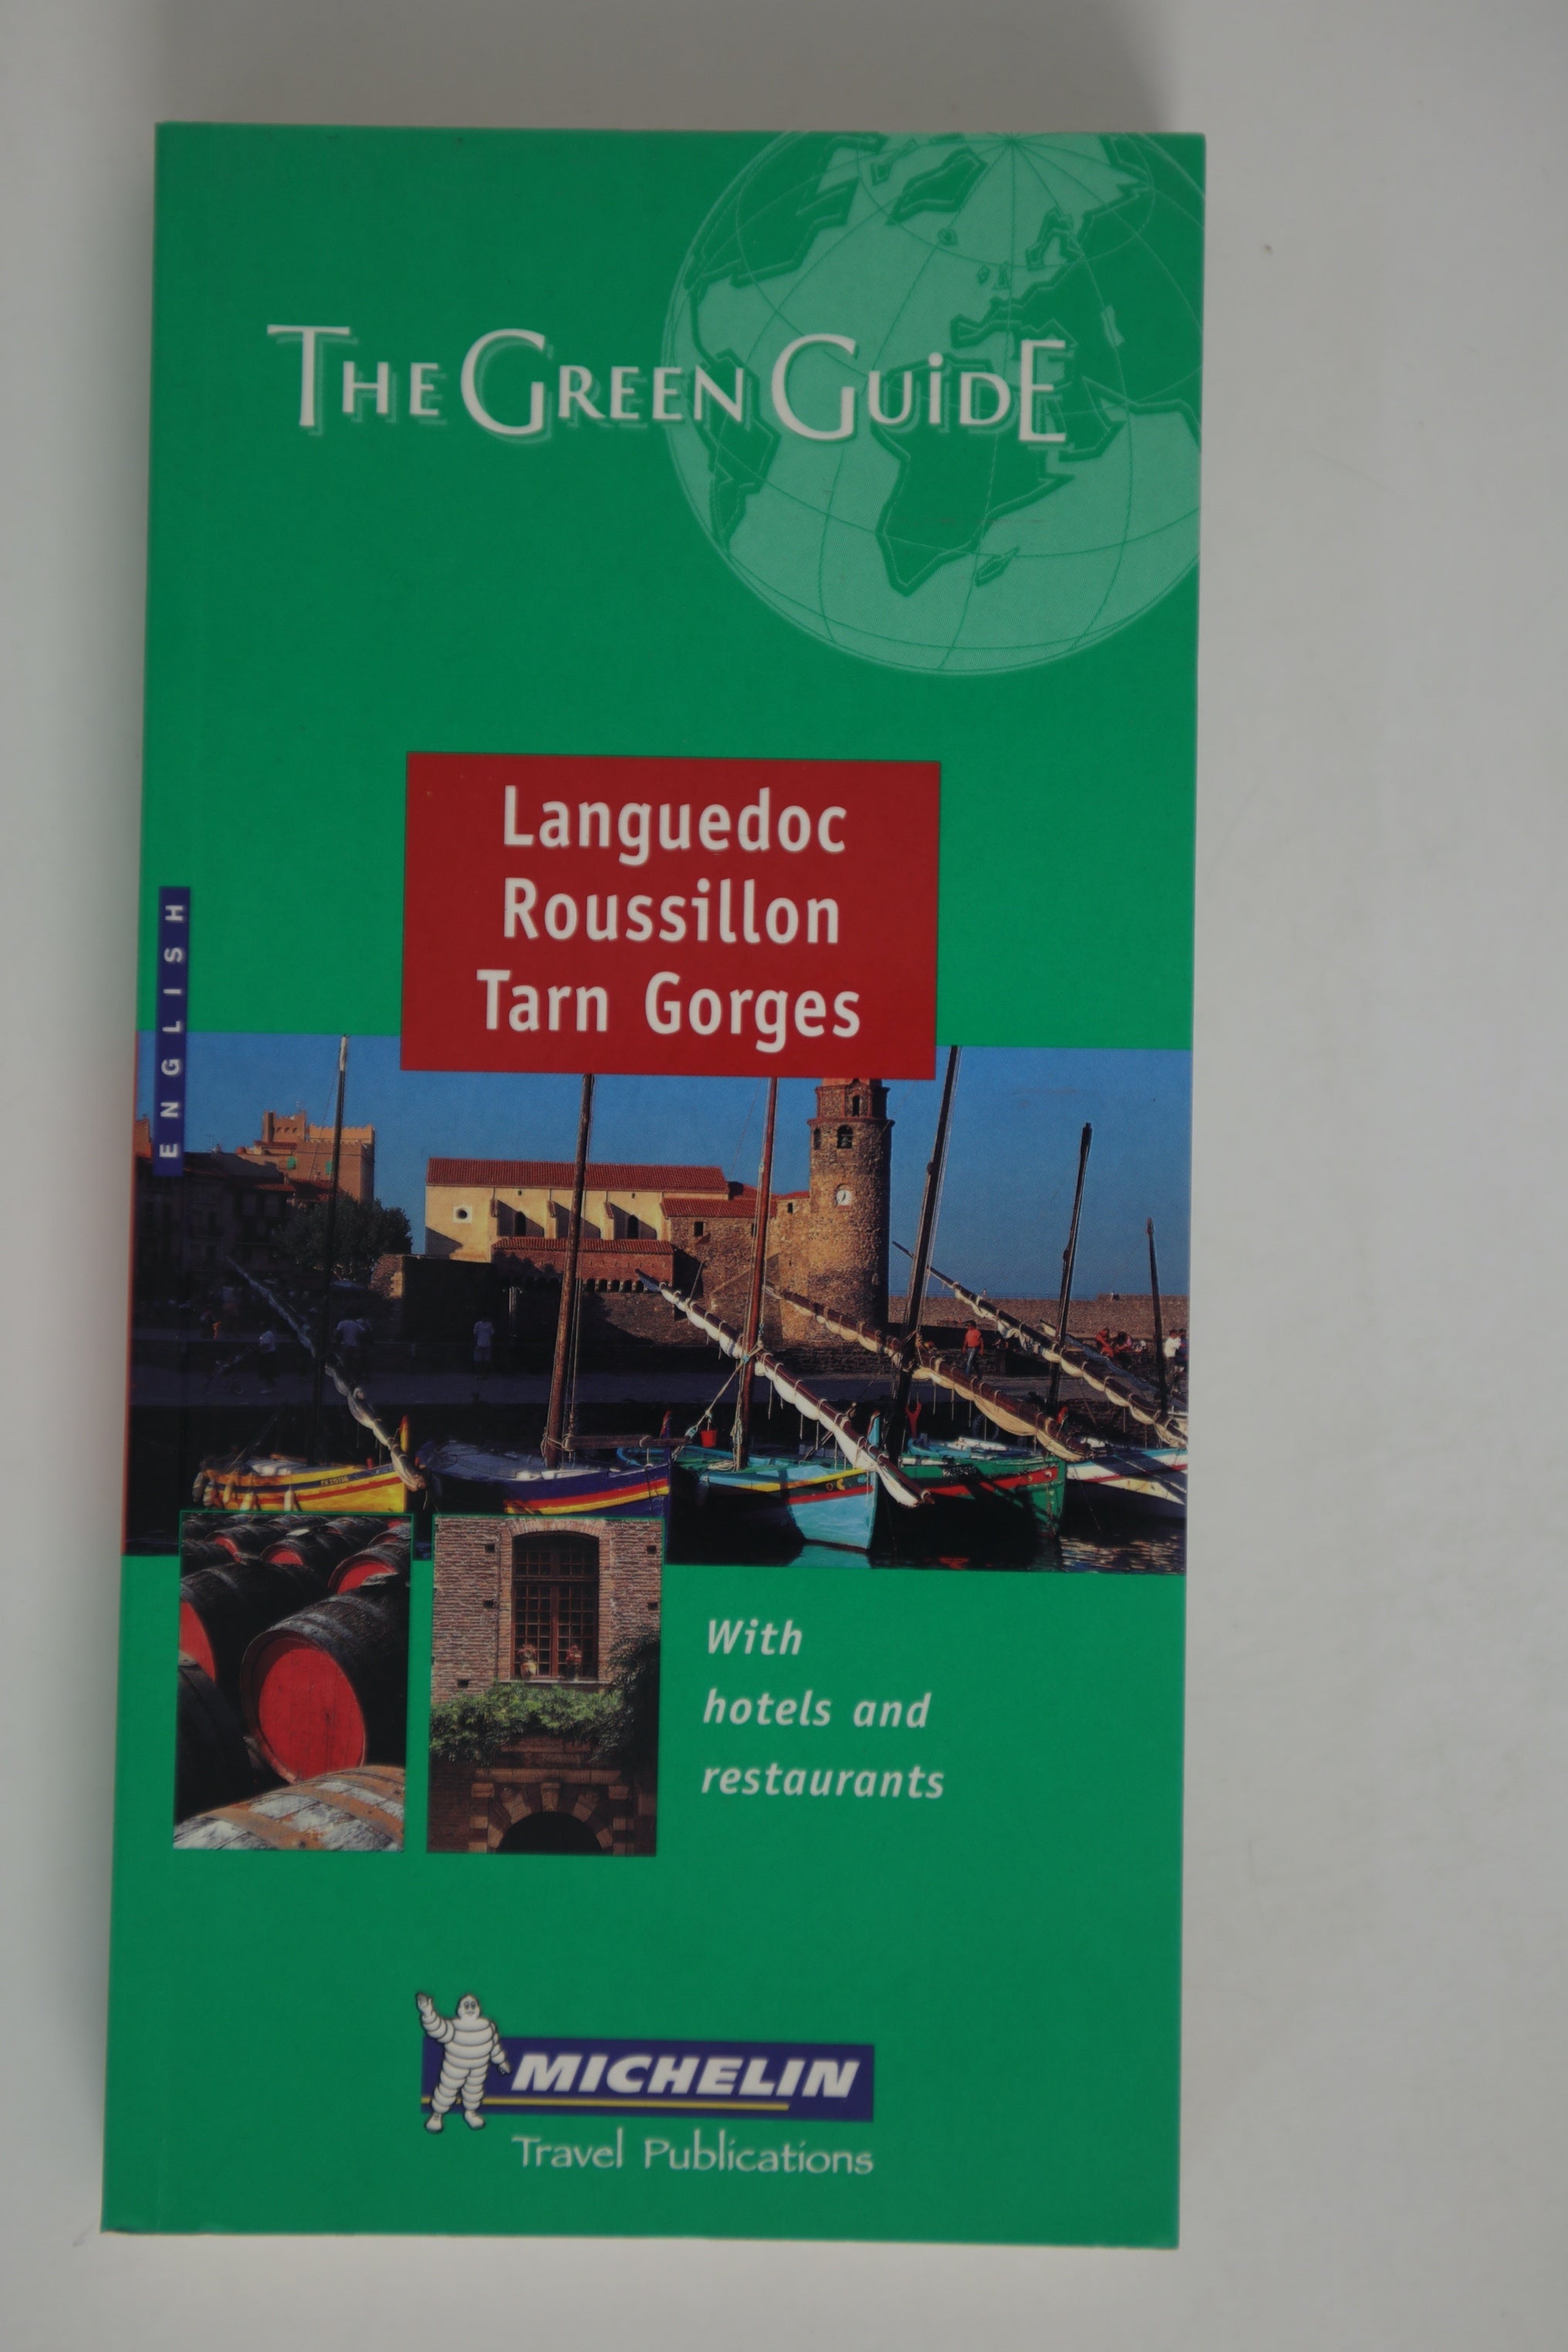 THE GREEN GUiDE
Languedoc
Roussillon
Tarn Gorges
ENGLISH
With
hotels and
restaurants
MICHELIN
Travel Publications